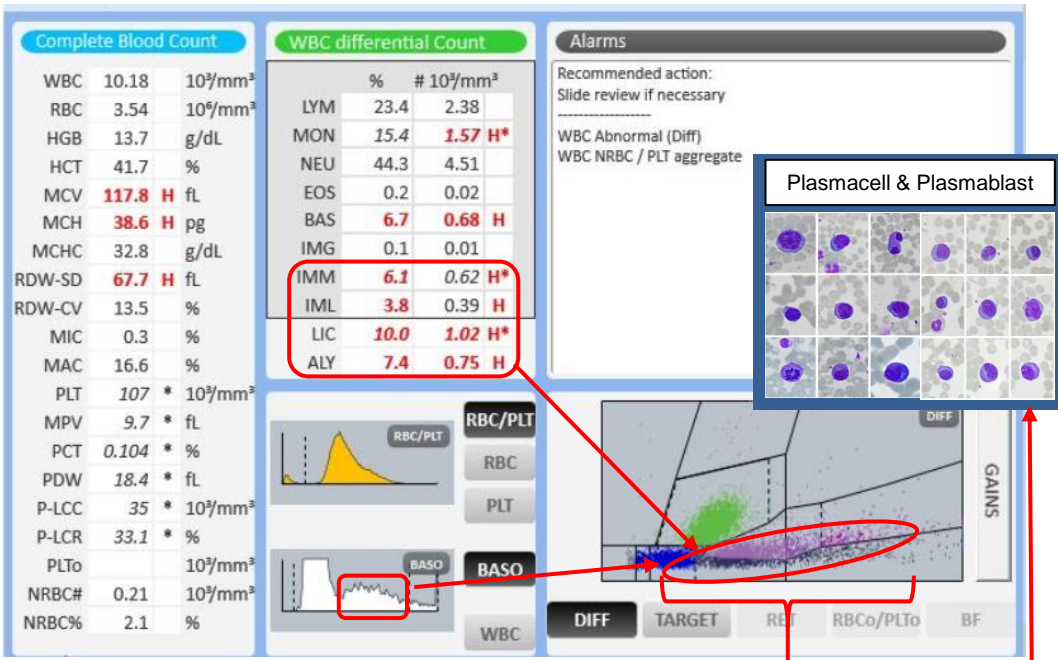 Complete Blood Count
WBC 10.18 10³/mm³
RBC 3.54 10⁶/mm³
HGB 13.7 g/dL
HCT 41.7 %
MCV 117.8 H fL
MCH 38.6 H pg
MCHC 32.8 g/dL
RDW-SD 67.7 H fL
RDW-CV 13.5 %
MIC 0.3 %
MAC 16.6 %
PLT 107 * 10³/mm³
MPV 9.7 * fL
PCT 0.104 * %
PDW 18.4 * fL
P-LCC 35 * 10³/mm³
P-LCR 33.1 * %
PLTo 10³/mm³
NRBC# 0.21 10³/mm³
NRBC% 2.1 %
WBC differential Count
% # 10³/mm³
LYM 23.4 2.38
MON 15.4 1.57 H*
NEU 44.3 4.51
EOS 0.2 0.02
BAS 6.7 0.68 H
IMG 0.1 0.01
IMM 6.1 0.62 H*
IML 3.8 0.39 H
LIC 10.0 1.02 H*
ALY 7.4 0.75 H
Alarms
Recommended action:
Slide review if necessary
------------------
WBC Abnormal (Diff)
WBC NRBC / PLT aggregate
Plasmacell & Plasmablast
RBC/PLT
RBC/PLT
RBC
PLT
BASO
BASO
WBC
DIFF
GAINS
DIFF TARGET RET RBCo/PLTo BF